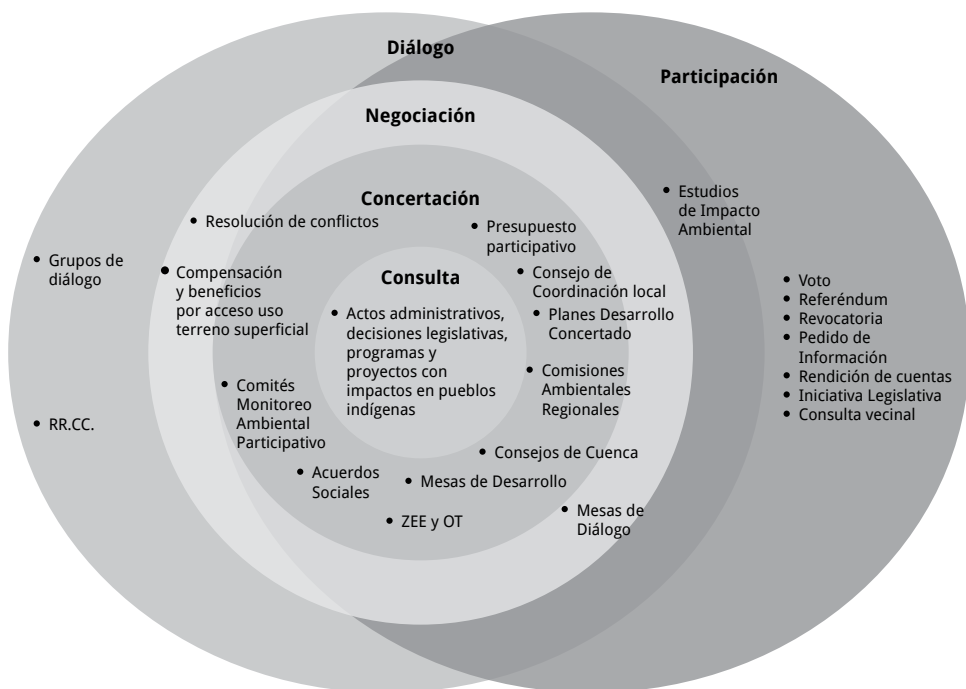 Diálogo
Participación
Negociación
Concertación
Consulta
• Grupos de
diálogo
• RR.CC.
• Resolución de conflictos
• Compensación
y beneficios
por acceso uso
terreno superficial
• Comités
Monitoreo
Ambiental
Participativo
• Acuerdos
Sociales
• ZEE y OT
• Mesas de Desarrollo
• Consejos de Cuenca
• Mesas de
Diálogo
• Actos administrativos,
decisiones legislativas,
programas y
proyectos con
impactos en pueblos
indígenas
• Presupuesto
participativo
• Consejo de
Coordinación local
• Planes Desarrollo
Concertado
• Comisiones
Ambientales
Regionales
• Estudios
de Impacto
Ambiental
• Voto
• Referéndum
• Revocatoria
• Pedido de
Información
• Rendición de cuentas
• Iniciativa Legislativa
• Consulta vecinal